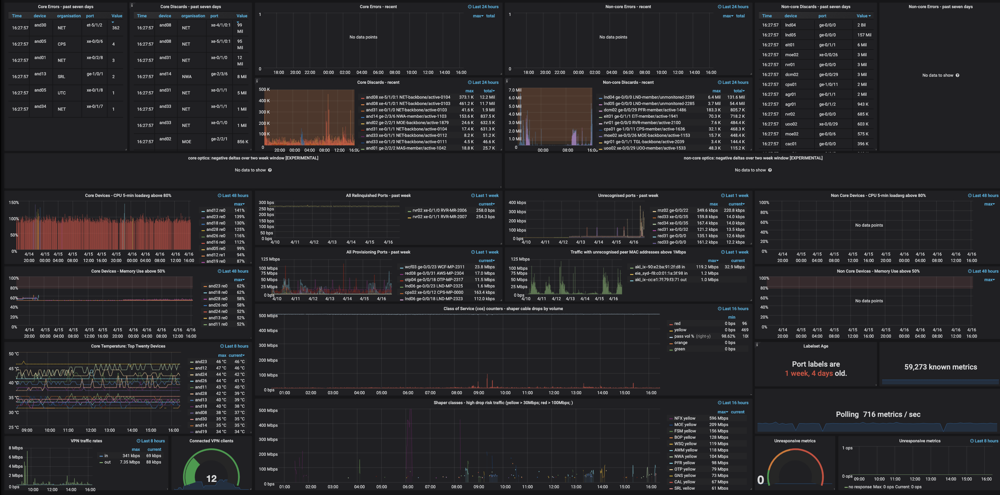 Core Errors - past seven days
Time device organisation port Value
16:27:57 and30 NET et-5/1/2 362
16:27:57 and05 CPS xe-0/0/6 4
16:27:57 and01 NET xe-0/2/8 3
16:27:57 and13 SRL ge-1/0/1 2
16:27:57 and05 UTC xe-0/1/8 1
16:27:57 and34 NET xe-0/1/7 1
Core Discards - past seven days
Time device organisation port Value
16:27:57 and08 NET xe-4/1/0:1 99 Mil
16:27:57 and08 NET xe-5/1/0:1 95 Mil
16:27:57 and31 NET xe-0/1/0 12 Mil
16:27:57 and14 NWA ge-2/3/6 8 Mil
16:27:57 and31 NET xe-0/1/1 5 Mil
16:27:57 and33 NET xe-0/1/1 1 Mil
16:27:57 and33 NET xe-0/1/0 1 Mil
16:27:57 and02 MOE ge-2/2/1 856 K
Core Errors - recent Last 24 hours
max total
1
No data points
0
18:00 20:00 22:00 00:00 02:00 04:00 06:00 08:00 10:00 12:00 14:00 16:00
Non-core Errors - recent Last 24 hours
max total
1
No data points
0
18:00 20:00 22:00 00:00 02:00 04:00 06:00 08:00 10:00 12:00 14:00 16:00
Core Discards - recent Last 24 hours
max total
500 K
400 K
300 K
200 K
100 K
0
20:00 00:00 04:00 08:00 12:00 16:00
and08 xe-5/1/0:1 NET-backbone/active-0104 373.1 K 12.2 Mil
and08 xe-4/1/0:1 NET-backbone/active-0103 461.2 K 11.7 Mil
and31 xe-0/1/0 NET-backbone/active-0103 41.6 K 1.9 Mil
and14 ge-2/3/6 NWA-member/active-1103 153.6 K 837.5 K
and02 ge-2/2/1 MOE-backbone/active-1879 24.6 K 632.5 K
and31 xe-0/1/1 NET-backbone/active-0104 17.4 K 631.3 K
and33 xe-0/1/1 NET-backbone/active-0112 8.2 K 51.2 K
and33 xe-0/1/0 NET-backbone/active-0111 4.5 K 46.6 K
and01 ge-2/2/2 MAS-member/active-1042 18.8 K 25.7 K
Non-core Discards - recent Last 24 hours
max total
7.0 Mil
6.0 Mil
5.0 Mil
4.0 Mil
3.0 Mil
2.0 Mil
1.0 Mil
0
00:00 08:00 16:00
lnd04 ge-0/0/0 LND-member/unmonitored-2289 6.4 Mil 131.6 Mil
lnd05 ge-0/0/0 LND-member/unmonitored-2285 3.7 Mil 54.4 Mil
dcm02 ge-0/0/29 PFR-member/active-1486 183.3 K 805.7 K
eit01 ge-0/1/1 EIT-member/active-1941 70.3 K 718.2 K
rvr01 ge-0/0/0 RVR-member/active-2100 7.6 K 484.4 K
cps01 ge-1/0/11 CPS-member/active-1636 32.1 K 468.3 K
moe02 xe-0/0/26 MOE-backbone/active-1153 15.7 K 448.4 K
agr01 ge-0/1/1 TGL-backbone/active-2039 3.4 K 144.4 K
uoo02 xe-0/0/29 UOO-member/active-1533 48.3 K 115.2 K
Non-core Discards - past seven days
Time device port Value
16:27:57 lnd04 ge-0/0/0 2 Bil
16:27:57 lnd05 ge-0/0/0 157 Mil
16:27:57 eit01 ge-0/1/1 6 Mil
16:27:57 moe02 xe-0/0/26 3 Mil
16:27:57 rvr01 ge-0/0/0 3 Mil
16:27:57 dcm02 ge-0/0/29 3 Mil
16:27:57 cps01 ge-1/0/11 2 Mil
16:27:57 agr01 ge-0/1/1 2 Mil
16:27:57 agr01 ge-0/1/2 943 K
16:27:57 rvr02 ge-0/0/0 685 K
16:27:57 uoo02 xe-0/0/29 603 K
16:27:57 moe02 ge-0/0/6 575 K
16:27:57 cac01 ge-0/0/0 396 K
Non-core Errors - past seven days
No data to show
core optics: negative deltas over two week window [EXPERIMENTAL]
No data to show
non-core optics: negative deltas over two week window [EXPERIMENTAL]
No data to show
Core Devices - CPU 5-min loadavg above 80% Last 48 hours
max
150%
100%
50%
0%
4/14 4/15 4/15 4/15 4/15 4/15 4/15 4/16 4/16 4/16 4/16 4/16
20:00 00:00 04:00 08:00 12:00 16:00 20:00 00:00 04:00 08:00 12:00 16:00
and12 re0 141%
and23 re0 139%
and18 re0 130%
and28 re0 125%
and26 re0 116%
and16 re0 112%
and05 re0 99%
and12 re1 94%
and19 re0 87%
All Relinquished Ports - past week Last 1 week
current
300 bps
250 bps
200 bps
150 bps
100 bps
50 bps
0 bps
4/10 4/11 4/12 4/13 4/14 4/15 4/16
rvr02 xe-0/1/0 RVR-MR-2006 258.0 bps
rvr02 xe-0/1/1 RVR-MR-2007 254.3 bps
Unrecognised ports - past week Last 1 week
max current
400 kbps
300 kbps
200 kbps
100 kbps
0 bps
4/10 4/11 4/12 4/13 4/14 4/15 4/16
rnz02 ge-0/0/22 349.6 kbps 220.8 kbps
red33 xe-0/0/35 159.8 kbps 14.0 kbps
red34 xe-0/0/35 167.4 kbps 14.0 kbps
red31 xe-0/0/32 121.2 kbps 13.5 kbps
red31 ge-0/0/0 135.1 kbps 12.6 kbps
red33 ge-0/0/0 161.2 kbps 12.2 kbps
Non Core Devices - CPU 5-min loadavg above 80% Last 48 hours
max
100%
80%
60%
40%
20%
0%
No data points
4/14 4/15 4/15 4/15 4/15 4/15 4/15 4/16 4/16 4/16 4/16 4/16
20:00 00:00 04:00 08:00 12:00 16:00 20:00 00:00 04:00 08:00 12:00 16:00
Core Devices - Memory Use above 50% Last 48 hours
max
100%
80%
60%
40%
20%
0%
4/14 4/15 4/15 4/15 4/15 4/15 4/15 4/16 4/16 4/16 4/16 4/16
20:00 00:00 04:00 08:00 12:00 16:00 20:00 00:00 04:00 08:00 12:00 16:00
and23 re0 62%
and18 re0 62%
and28 re0 58%
and26 re0 58%
and24 re0 52%
and13 re0 52%
and11 re0 52%
All Provisioning Ports - past week Last 1 week
current
125 Mbps
100 Mbps
75 Mbps
50 Mbps
25 Mbps
0 bps
4/10 4/11 4/12 4/13 4/14 4/15 4/16
wcf03 ge-0/0/23 WCF-MP-2311 23.8 Mbps
red08 ge-0/0/31 AWS-MP-2304 17.0 Mbps
otp04 ge-0/0/18 OTP-MP-2317 11.5 Mbps
lnd06 ge-0/0/23 LND-MP-2325 1.6 Mbps
cps02 xe-0/0/12 CPS-MP-0000 163.4 kbps
lnd06 ge-0/0/18 LND-MP-2323 112.0 kbps
Traffic with unrecognised peer MAC addresses above 1Mbps Last 1 week
max current
125 Mbps
100 Mbps
75 Mbps
50 Mbps
25 Mbps
0 bps
4/10 4/11 4/12 4/13 4/14 4/15 4/16
akl_ix--90:e2:ba:91:2f:d8 in 119.2 Mbps 32.9 Mbps
eie_syd--f8:c0:01:1a:3f:98 in 1.2 Mbps
akl_ix--cc:e1:7f:79:f3:71 out 1.0 Mbps
Non Core Devices - Memory Use above 50% Last 48 hours
max
100%
80%
60%
40%
20%
0%
No data points
4/14 4/15 4/15 4/15 4/15 4/15 4/15 4/16 4/16 4/16 4/16 4/16
20:00 00:00 04:00 08:00 12:00 16:00 20:00 00:00 04:00 08:00 12:00 16:00
Class of Service (cos) counters - shaper cable drops by volume Last 16 hours
min
500 Mbps
400 Mbps
300 Mbps
200 Mbps
100 Mbps
0 bps
01:00 02:00 03:00 04:00 05:00 06:00 07:00 08:00 09:00 10:00 11:00 12:00 13:00 14:00 15:00 16:00
red 0 bps 96
yellow 0 bps 469
pass vol % (right-y) 98.62%
orange 0 bps
green 0 bps
Core Temperature: Top Twenty Devices Last 8 hours
max current
50 °C
45 °C
40 °C
35 °C
30 °C
25 °C
09:00 10:00 11:00 12:00 13:00 14:00 15:00 16:00
and23 46 °C 46 °C
and12 47 °C 46 °C
and24 44 °C 42 °C
and26 44 °C 41 °C
and11 43 °C 40 °C
and28 42 °C 39 °C
and13 40 °C 39 °C
and18 40 °C 38 °C
and08 38 °C 37 °C
and30 35 °C 35 °C
and14 35 °C 35 °C
and19 34 °C 34 °C
Labelset Age
Port labels are
1 week, 4 days old.
59,273 known metrics
Shaper classes - high drop risk traffic (yellow > 30Mbps; red > 100Mbps; ) Last 16 hours
max current
500 Mbps
400 Mbps
300 Mbps
200 Mbps
100 Mbps
0 bps
01:00 02:00 03:00 04:00 05:00 06:00 07:00 08:00 09:00 10:00 11:00 12:00 13:00 14:00 15:00 16:00
NFX yellow 596 Mbps
MOE yellow 209 Mbps
FSM yellow 156 Mbps
BOP yellow 128 Mbps
WSQ yellow 119 Mbps
AWM yellow 118 Mbps
NWA yellow 104 Mbps
PFR yellow 98 Mbps
OTP yellow 79 Mbps
GNS yellow 73 Mbps
CAL yellow 67 Mbps
SRL yellow 61 Mbps
Polling 716 metrics / sec
VPN traffic rates Last 8 hours
max current
8 Mbps
6 Mbps
4 Mbps
2 Mbps
0 bps
10:00 12:00 14:00 16:00
in 341 kbps 69 kbps
out 7.35 Mbps 88 kbps
Connected VPN clients
12
Unresponsive metrics
0
Unresponsive metrics Last 8 hours
1 ops
0 ops
09:00 10:00 11:00 12:00 13:00 14:00 15:00 16:00
no response Max: 0 ops Current: 0 ops